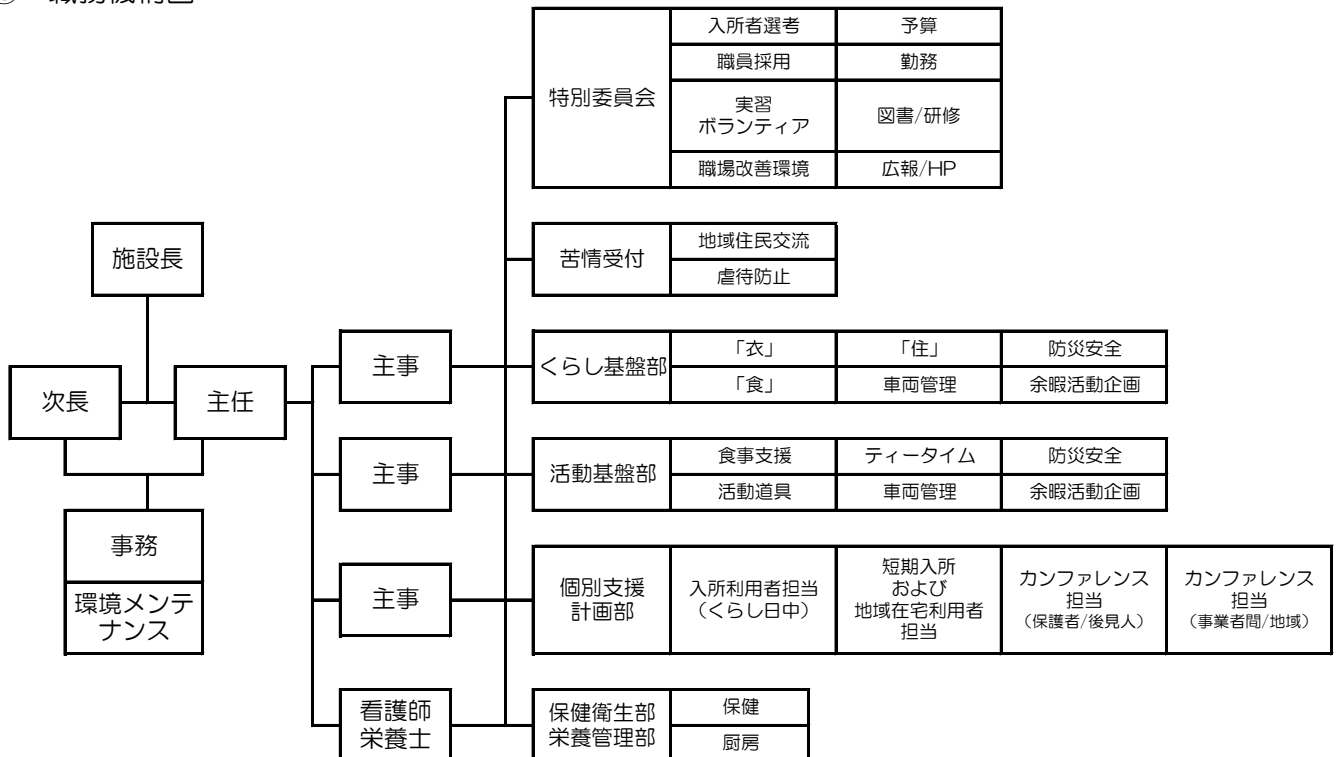 入所者選考
予算
職員採用
勤務
特別委員会
実習
ボランティア
図書/研修
職場改善環境
広報/HP
施設長
苦情受付
地域住民交流
虐待防止
次長
主任
主事
くらし基盤部
「衣」
「住」
防災安全
「食」
車両管理
余暇活動企画
主事
活動基盤部
食事支援
ティータイム
防災安全
活動道具
車両管理
余暇活動企画
事務
環境メンテ
ナンス
主事
個別支援
計画部
入所利用者担当
(くらし日中)
短期入所
および
地域在宅利用者
担当
カンファレンス
担当
(保護者/後見人)
カンファレンス
担当
(事業者間/地域)
看護師
栄養士
保健衛生部
栄養管理部
保健
厨房